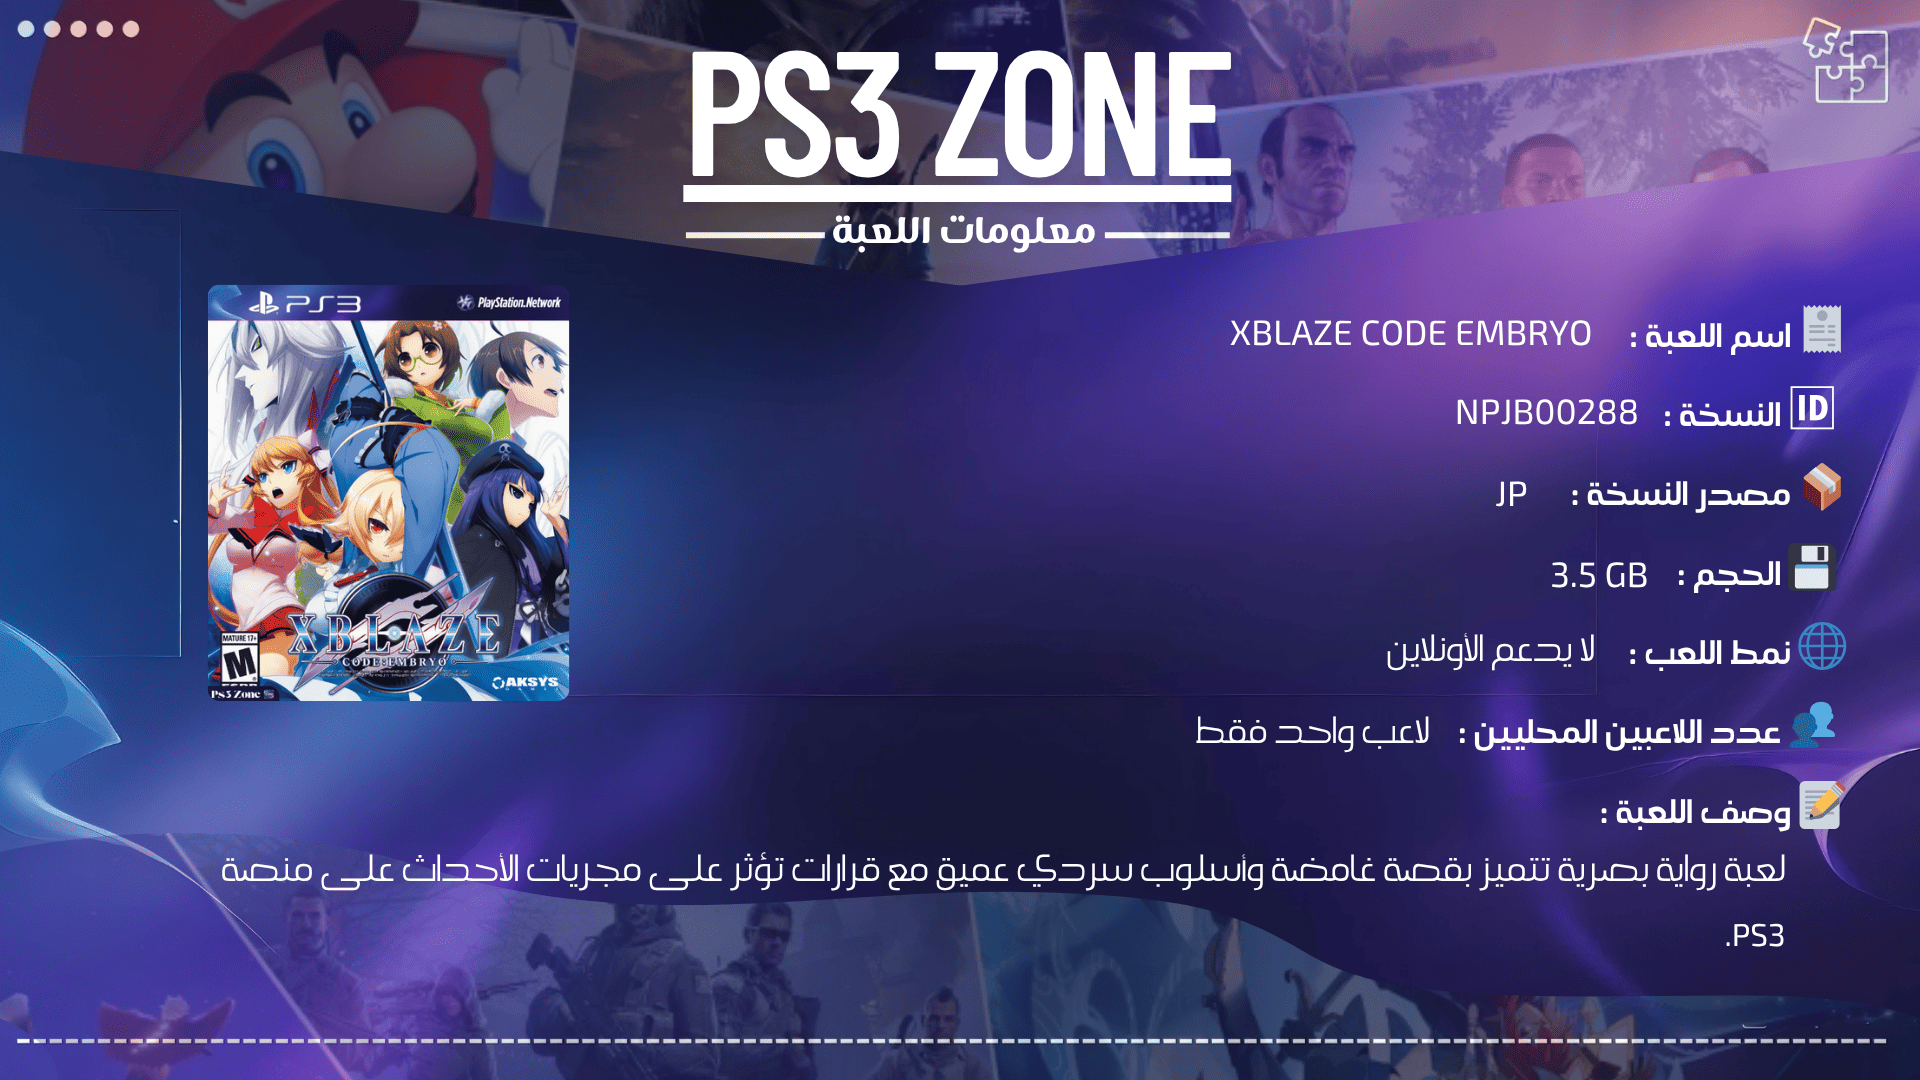 PS3 ZONE
معلومات اللعبة
PS3 PlayStation.Network
XBLAZE
CODE:EMBRYO
MATURE 17+
M
ESRB
Ps3 Zone
AKSYS
GAMES
اسم اللعبة : XBLAZE CODE EMBRYO
ID النسخة : NPJB00288
مصدر النسخة : JP
الحجم : 3.5 GB
نمط اللعب : لا يدعم الأونلاين
عدد اللاعبين المحليين : لاعب واحد فقط
وصف اللعبة :
لعبة رواية بصرية تتميز بقصة غامضة وأسلوب سردي عميق مع قرارات تؤثر على مجريات الأحداث على منصة
PS3.